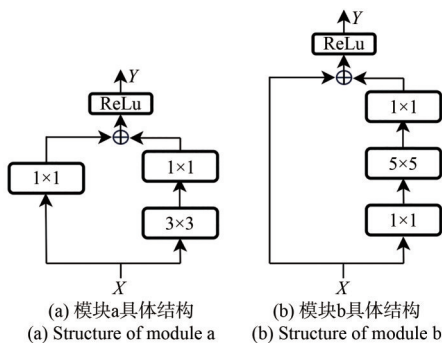 Y
ReLu
1×1
1×1
3×3
X
(a) 模块a具体结构
(a) Structure of module a
Y
ReLu
1×1
5×5
1×1
X
(b) 模块b具体结构
(b) Structure of module b